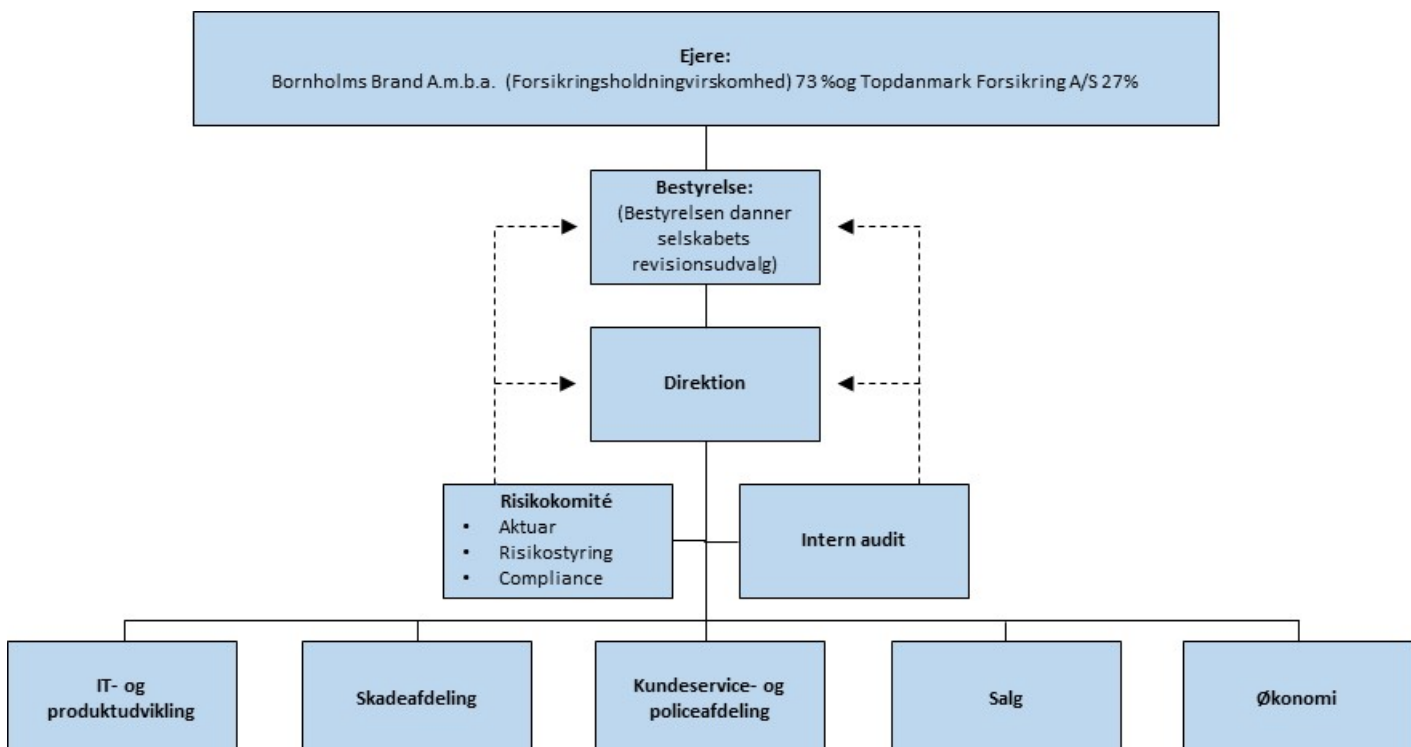 Ejere:
Bornholms Brand A.m.b.a. (Forsikringsholdningvirskomhed) 73 %og Topdanmark Forsikring A/S 27%
Bestyrelse:
(Bestyrelsen danner
selskabets
revisionsudvalg)
Direktion
Risikokomité
• Aktuar
• Risikostyring
• Compliance
Intern audit
IT- og
produktudvikling
Skadeafdeling
Kundeservice- og
policeafdeling
Salg
Økonomi